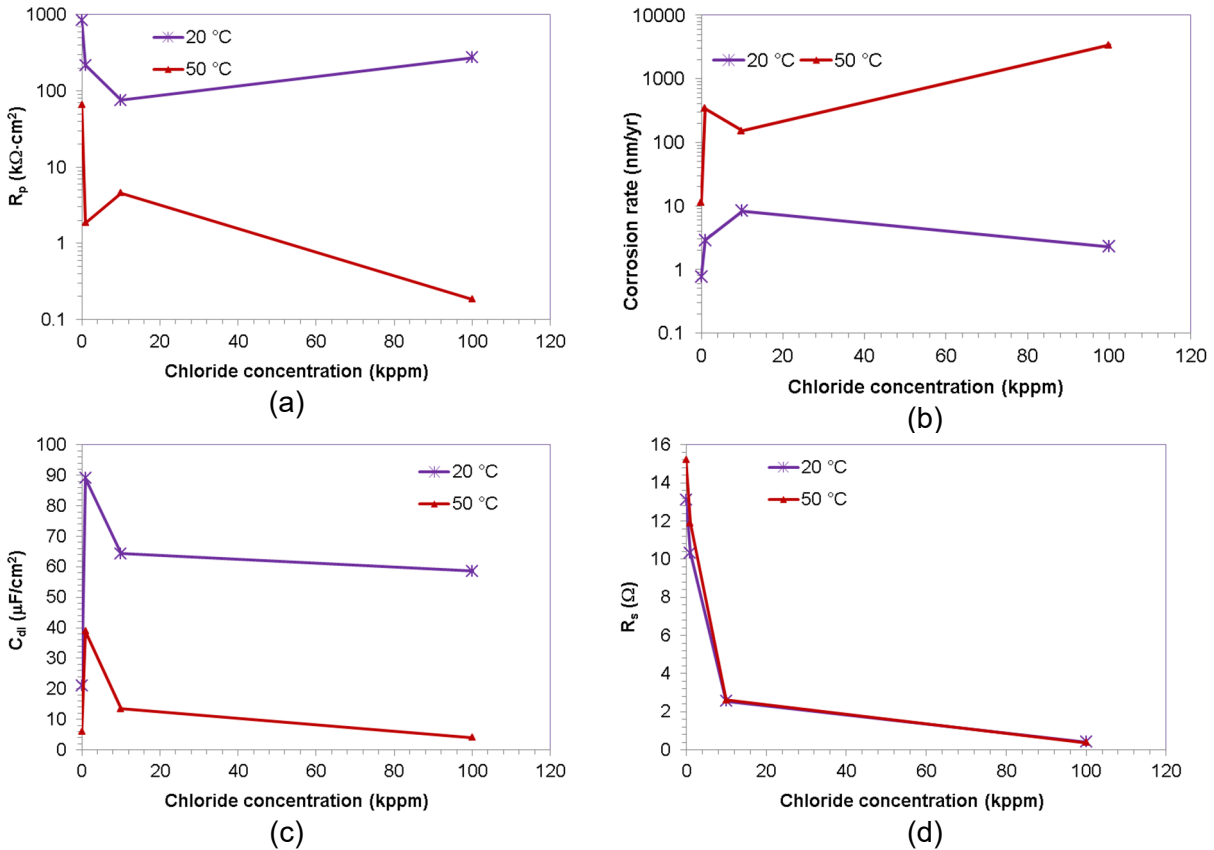 1000
100
10
1
0.1
R_p (kΩ·cm²)
20 °C
50 °C
0 20 40 60 80 100 120
Chloride concentration (kppm)
(a)
10000
1000
100
10
1
0.1
Corrosion rate (nm/yr)
20 °C 50 °C
0 20 40 60 80 100 120
Chloride concentration (kppm)
(b)
100
90
80
70
60
50
40
30
20
10
0
C_dl (µF/cm²)
20 °C
50 °C
0 20 40 60 80 100 120
Chloride concentration (kppm)
(c)
16
14
12
10
8
6
4
2
0
R_s (Ω)
20 °C
50 °C
0 20 40 60 80 100 120
Chloride concentration (kppm)
(d)